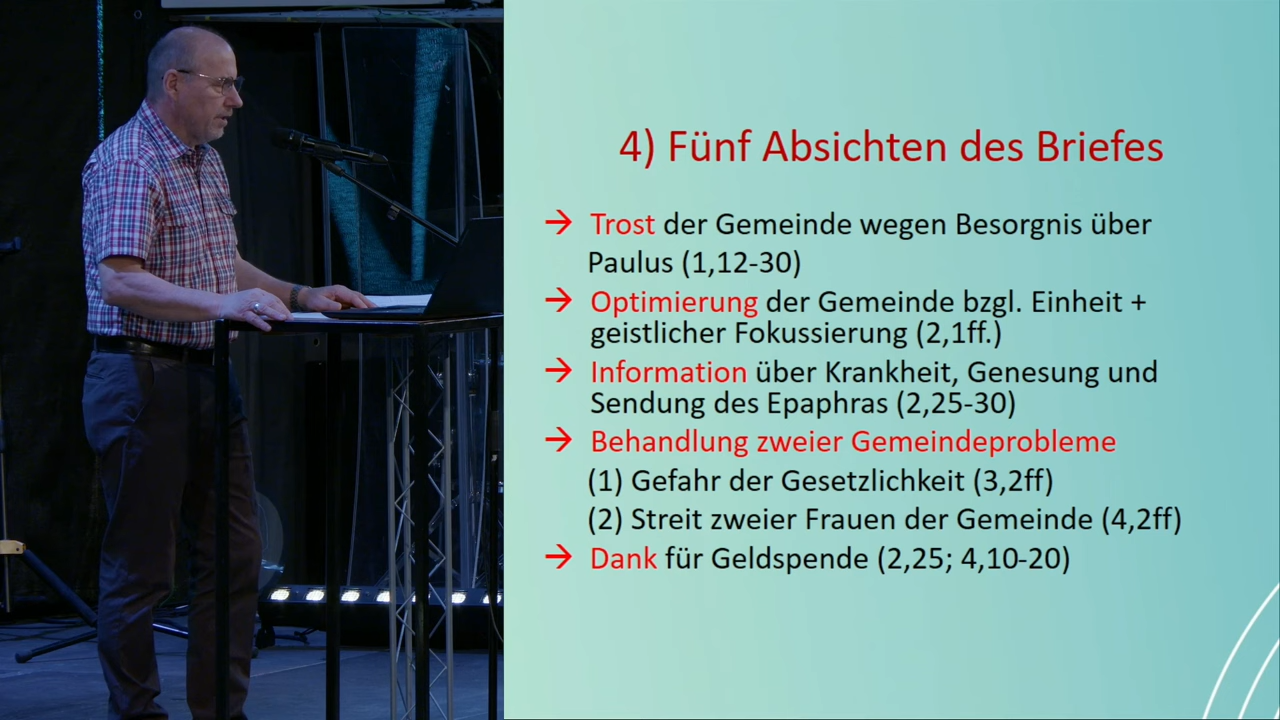 4) Fünf Absichten des Briefes
→ Trost der Gemeinde wegen Besorgnis über
Paulus (1,12-30)
→ Optimierung der Gemeinde bzgl. Einheit +
geistlicher Fokussierung (2,1ff.)
→ Information über Krankheit, Genesung und
Sendung des Epaphras (2,25-30)
→ Behandlung zweier Gemeindeprobleme
(1) Gefahr der Gesetzlichkeit (3,2ff)
(2) Streit zweier Frauen der Gemeinde (4,2ff)
→ Dank für Geldspende (2,25; 4,10-20)